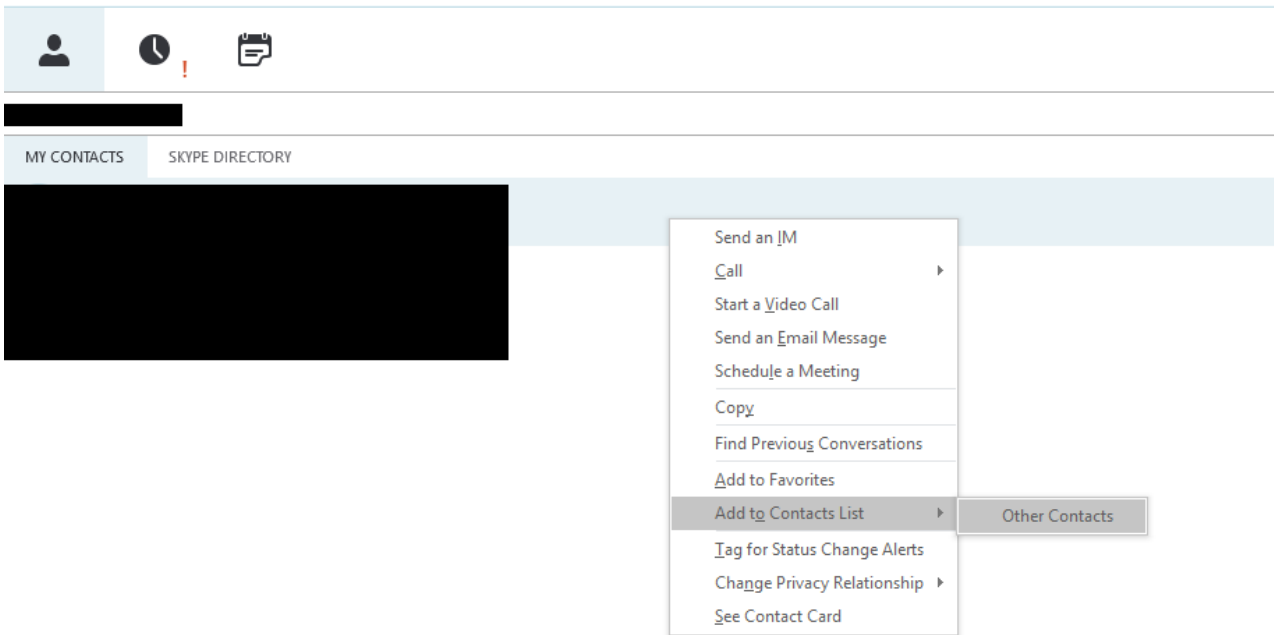 !
MY CONTACTS
SKYPE DIRECTORY
Send an IM
Call
Start a Video Call
Send an Email Message
Schedule a Meeting
Copy
Find Previous Conversations
Add to Favorites
Add to Contacts List
Other Contacts
Tag for Status Change Alerts
Change Privacy Relationship
See Contact Card